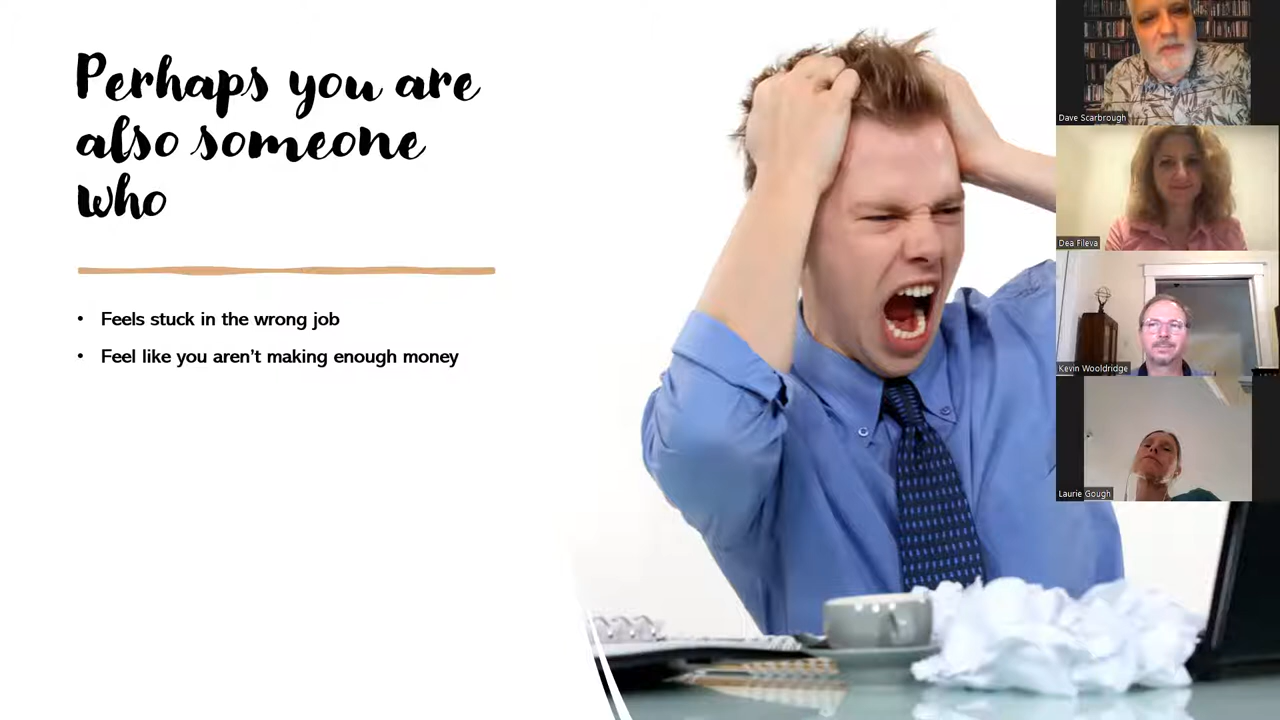 Perhaps you are
also someone
who
• Feels stuck in the wrong job
• Feel like you aren't making enough money
Dave Scarbrough
Dea Fileva
Kevin Wooldridge
Laurie Gough